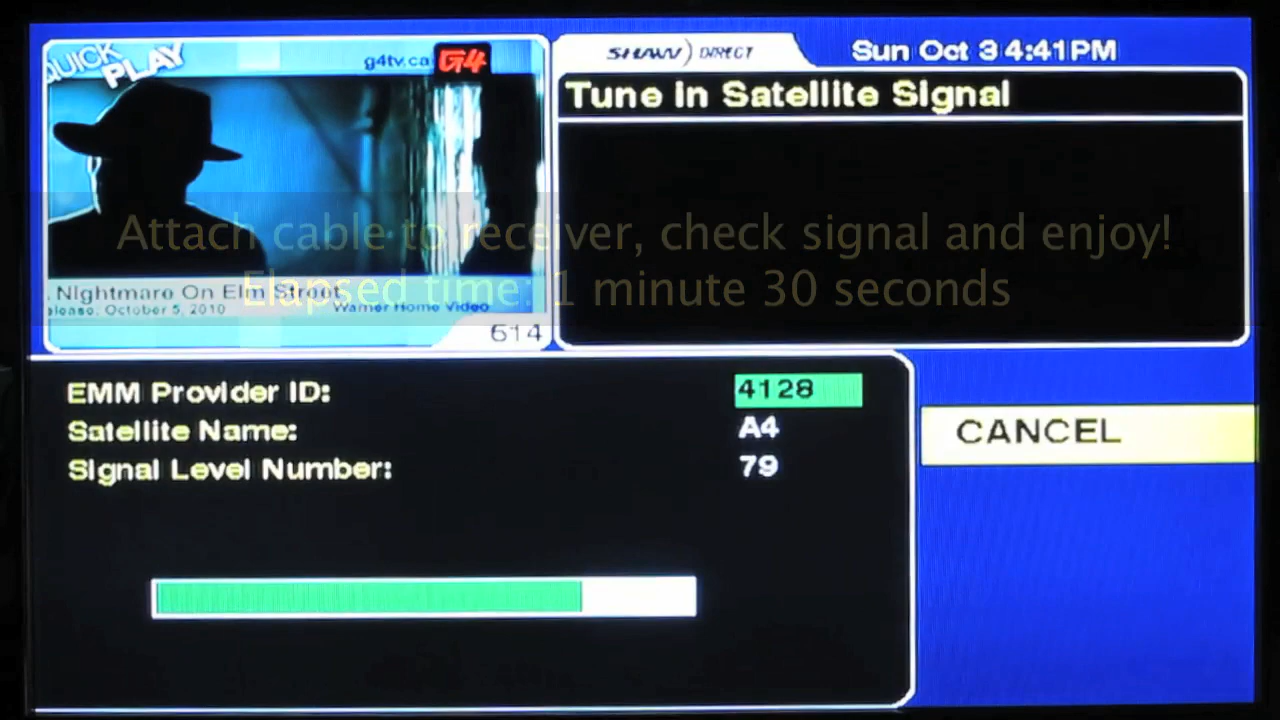 QUICK
PLAY
g4tv.ca G4
Nightmare On Elm Street
elease: October 5, 2010 Warner Home Video
614
SHAW) DIRECT
Sun Oct 3 4:41PM
Tune in Satellite Signal
Attach cable to receiver, check signal and enjoy!
Elapsed time: 1 minute 30 seconds
EMM Provider ID: 4128
Satellite Name: A4
Signal Level Number: 79
CANCEL